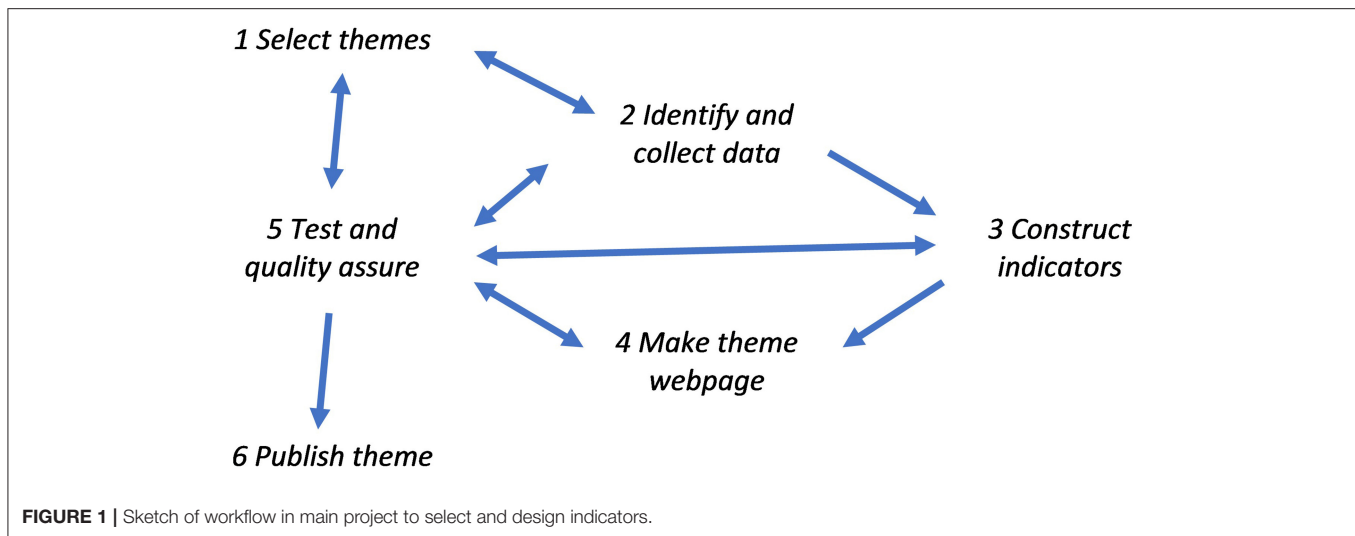 1 Select themes
2 Identify and
collect data
5 Test and
quality assure
3 Construct
indicators
4 Make theme
webpage
6 Publish theme
FIGURE 1 | Sketch of workflow in main project to select and design indicators.